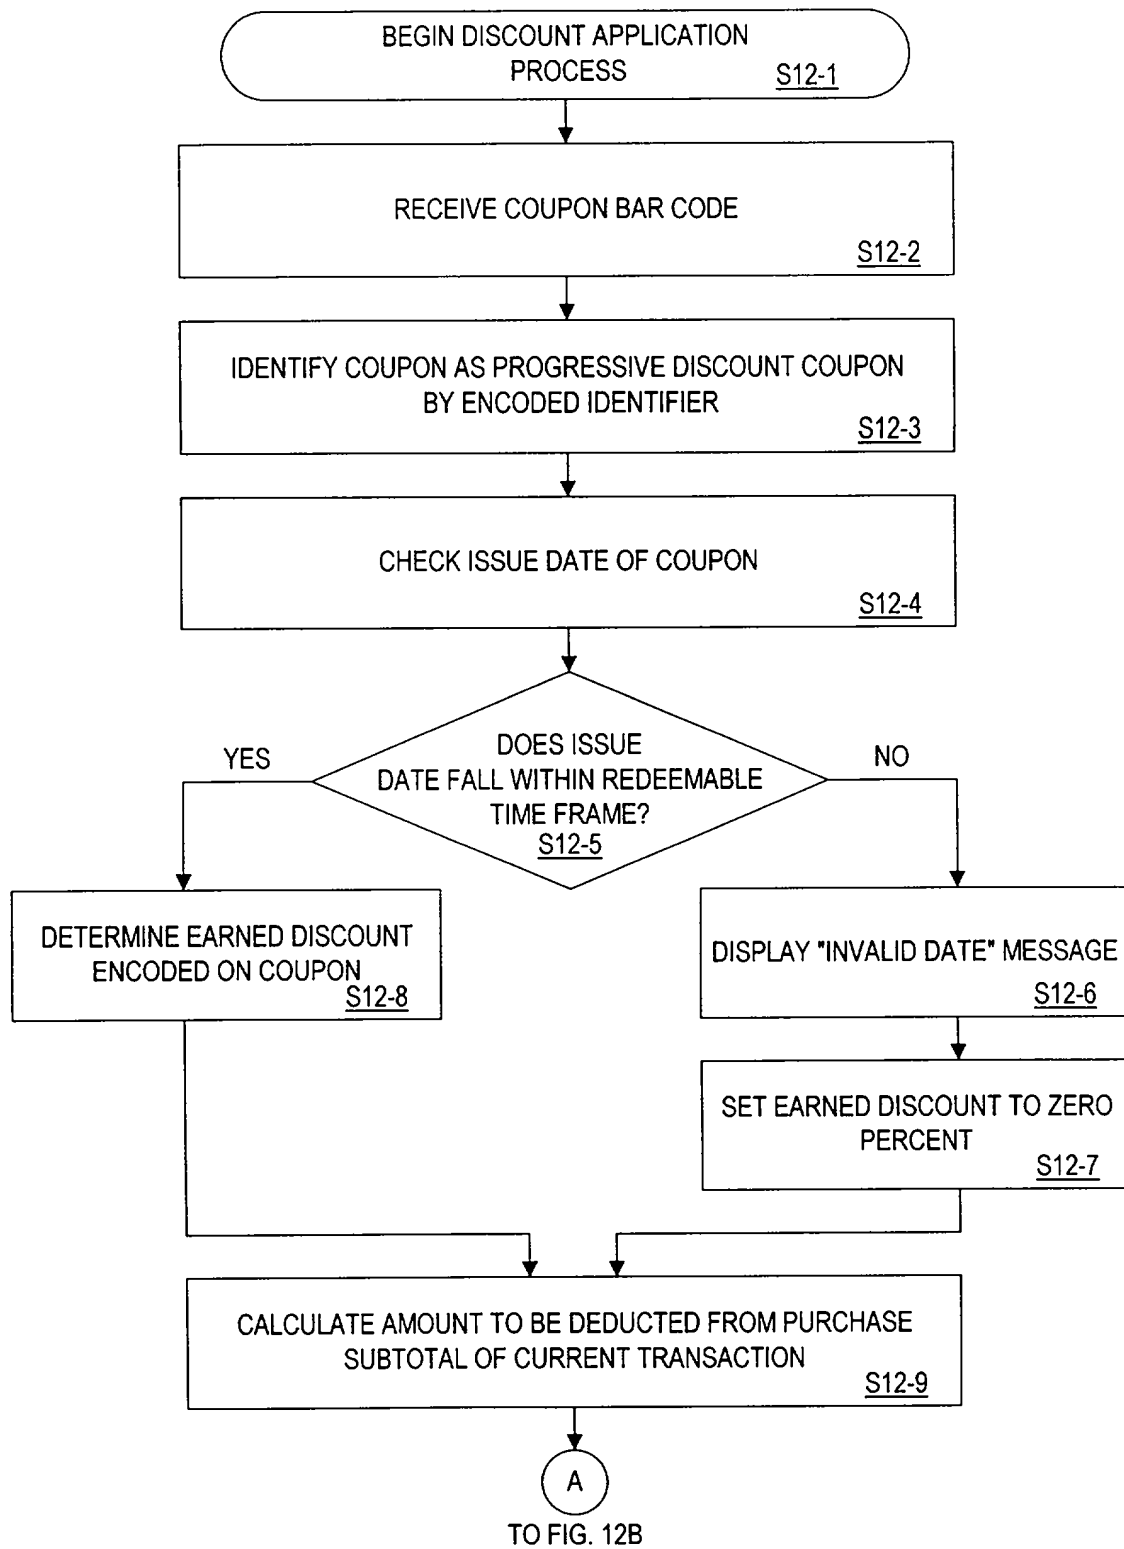 BEGIN DISCOUNT APPLICATION
PROCESS
S12-1
RECEIVE COUPON BAR CODE
S12-2
IDENTIFY COUPON AS PROGRESSIVE DISCOUNT COUPON
BY ENCODED IDENTIFIER
S12-3
CHECK ISSUE DATE OF COUPON
S12-4
DOES ISSUE
DATE FALL WITHIN REDEEMABLE
TIME FRAME?
S12-5
YES
NO
DETERMINE EARNED DISCOUNT
ENCODED ON COUPON
S12-8
DISPLAY "INVALID DATE" MESSAGE
S12-6
SET EARNED DISCOUNT TO ZERO
PERCENT
S12-7
CALCULATE AMOUNT TO BE DEDUCTED FROM PURCHASE
SUBTOTAL OF CURRENT TRANSACTION
S12-9
A
TO FIG. 12B